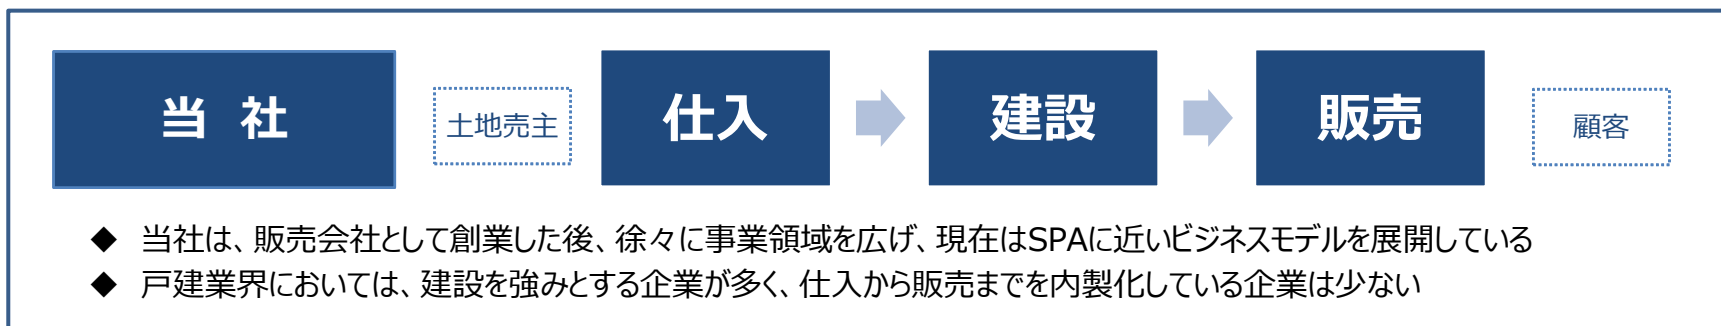 当 社
土地売主
仕入
建設
販売
顧客
◆ 当社は、販売会社として創業した後、徐々に事業領域を広げ、現在はSPAに近いビジネスモデルを展開している
◆ 戸建業界においては、建設を強みとする企業が多く、仕入から販売までを内製化している企業は少ない